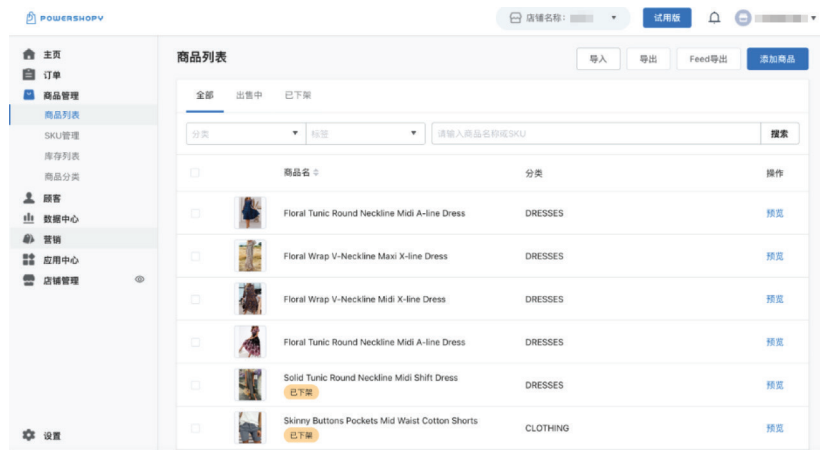 POWERSHOPY
店铺名称:
试用版
主页
订单
商品管理
商品列表
SKU管理
库存列表
商品分类
顾客
数据中心
营销
应用中心
店铺管理
设置
商品列表
导入
导出
Feed导出
添加商品
全部 出售中 已下架
分类
标签
请输入商品名称或SKU
搜索
商品名 分类 操作
Floral Tunic Round Neckline Midi A-line Dress DRESSES 预览
Floral Wrap V-Neckline Maxi X-line Dress DRESSES 预览
Floral Wrap V-Neckline Midi X-line Dress DRESSES 预览
Floral Tunic Round Neckline Midi A-line Dress DRESSES 预览
Solid Tunic Round Neckline Midi Shift Dress DRESSES 预览
已下架
Skinny Buttons Pockets Mid Waist Cotton Shorts CLOTHING 预览
已下架